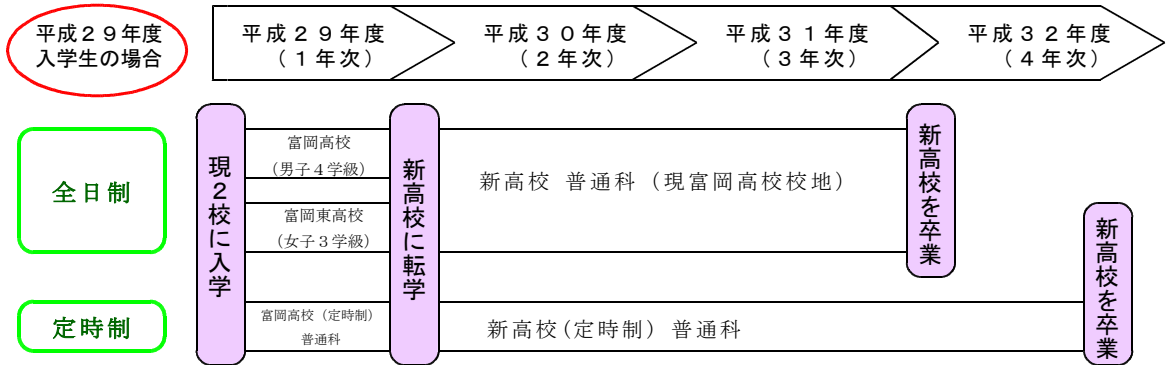 平成２９年度
入学生の場合
平成２９年度
（１年次）
平成３０年度
（２年次）
平成３１年度
（３年次）
平成３２年度
（４年次）
全日制
現２校に入学
富岡高校
（男子４学級）
富岡東高校
（女子３学級）
新高校に転学
新高校 普通科（現富岡高校校地）
新高校を卒業
定時制
富岡高校（定時制）
普通科
新高校(定時制) 普通科
新高校を卒業